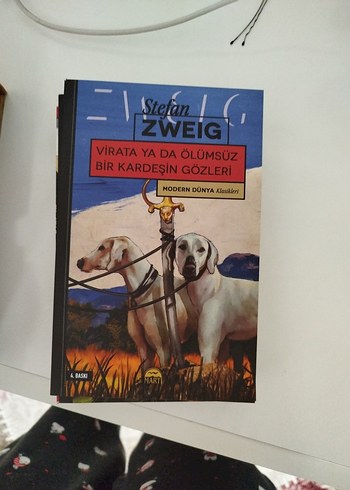 ZWEIG
Stefan
ZWEIG
VİRATA YA DA ÖLÜMSÜZ
BİR KARDEŞİN GÖZLERİ
MODERN DÜNYA Klasikleri
4. BASKI
MARTI